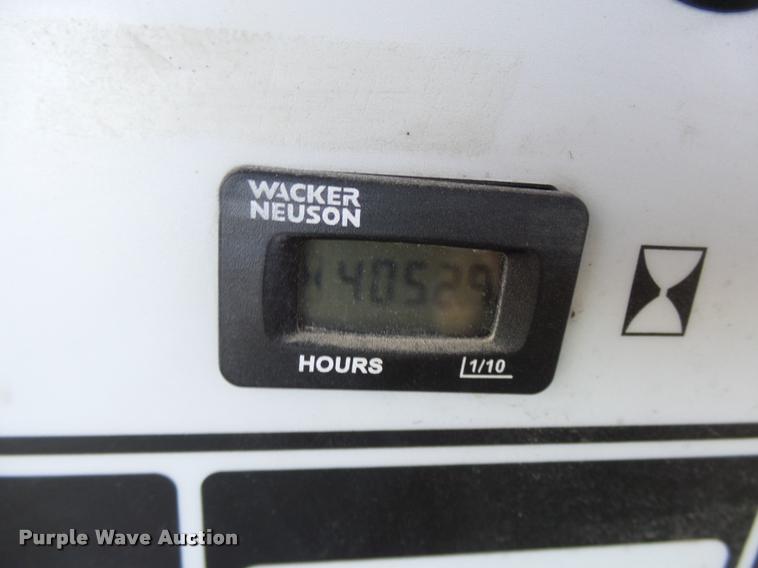 WACKER
NEUSON
40529
HOURS 1/10
Purple Wave Auction